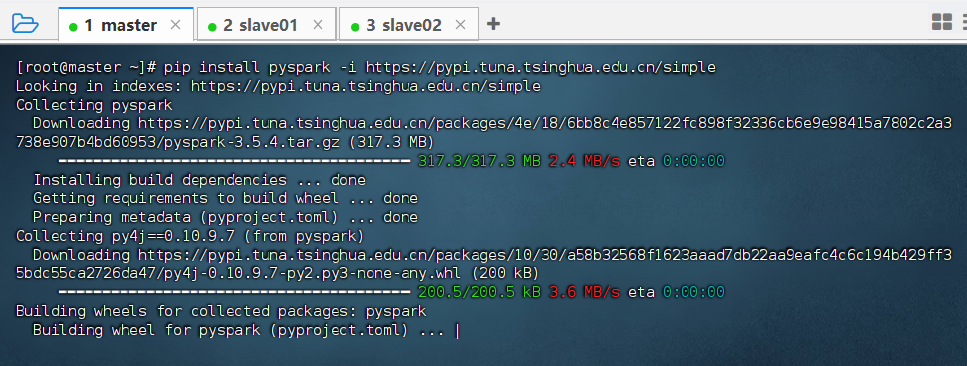 1 master × 2 slave01 × 3 slave02 × +
[root@master ~]# pip install pyspark -i https://pypi.tuna.tsinghua.edu.cn/simple
Looking in indexes: https://pypi.tuna.tsinghua.edu.cn/simple
Collecting pyspark
  Downloading https://pypi.tuna.tsinghua.edu.cn/packages/4e/18/6bb8c4e857122fc898f32336cb6e9e98415a7802c2a3
738e907b4bd60953/pyspark-3.5.4.tar.gz (317.3 MB)
317.3/317.3 MB 2.4 MB/s eta 0:00:00
  Installing build dependencies ... done
  Getting requirements to build wheel ... done
  Preparing metadata (pyproject.toml) ... done
Collecting py4j==0.10.9.7 (from pyspark)
  Downloading https://pypi.tuna.tsinghua.edu.cn/packages/10/30/a58b32568f1623aaad7db22aa9eafc4c6c194b429ff3
5bdc55ca2726da47/py4j-0.10.9.7-py2.py3-none-any.whl (200 kB)
200.5/200.5 kB 3.6 MB/s eta 0:00:00
Building wheels for collected packages: pyspark
  Building wheel for pyspark (pyproject.toml) ... |